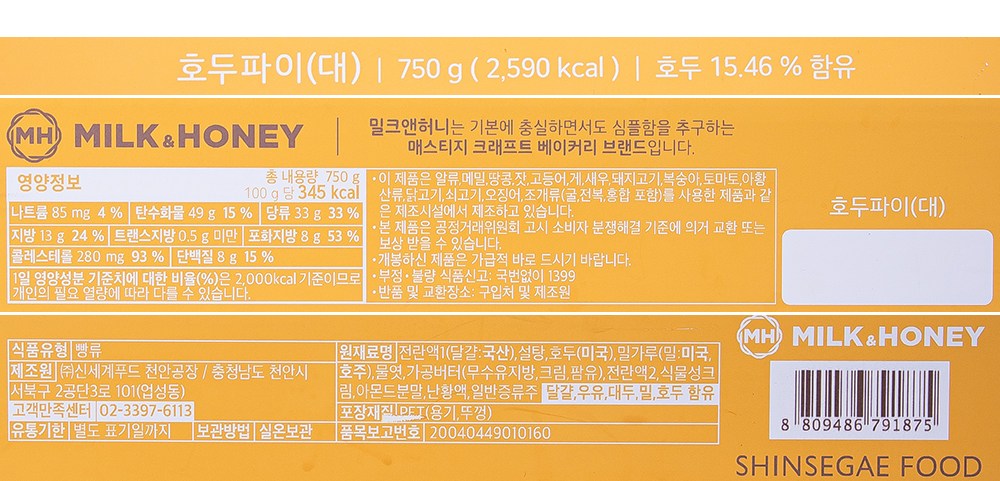 호두파이(대) | 750 g ( 2,590 kcal ) | 호두 15.46 % 함유
MH MILK & HONEY
밀크앤허니는 기본에 충실하면서도 심플함을 추구하는
매스티지 크래프트 베이커리 브랜드입니다.
영양정보
총 내용량 750 g
100 g 당 345 kcal
나트륨 85 mg 4 % | 탄수화물 49 g 15 % | 당류 33 g 33 %
지방 13 g 24 % | 트랜스지방 0.5 g 미만 | 포화지방 8 g 53 %
콜레스테롤 280 mg 93 % | 단백질 8 g 15 %
1일 영양성분 기준치에 대한 비율(%)은 2,000kcal 기준이므로
개인의 필요 열량에 따라 다를 수 있습니다.
•이 제품은 알류,메밀,땅콩,잣,고등어,게,새우,돼지고기,복숭아,토마토,아황
산류,닭고기,쇠고기,오징어,조개류(굴,전복,홍합 포함)를 사용한 제품과 같
은 제조시설에서 제조하고 있습니다.
•본 제품은 공정거래위원회 고시 소비자 분쟁해결 기준에 의거 교환 또는
보상 받을 수 있습니다.
•개봉하신 제품은 가급적 바로 드시기 바랍니다.
•부정·불량 식품신고: 국번없이 1399
•반품 및 교환장소: 구입처 및 제조원
호두파이(대)
식품유형 빵류
제조원 ㈜신세계푸드 천안공장 / 충청남도 천안시
서북구 2공단3로 101(업성동)
고객만족센터 02-3397-6113
유통기한 별도 표기일까지 보관방법 실온보관
원재료명 전란액1(달걀:국산),설탕,호두(미국),밀가루(밀:미국,
호주),물엿,가공버터(무수유지방,크림,팜유),전란액2,식물성크
림,아몬드분말,난황액,일반증류주 달걀,우유,대두,밀,호두 함유
포장재질 PET(용기,뚜껑)
품목보고번호 20040449010160
MH MILK & HONEY
8 809486 791875
SHINSEGAE FOOD